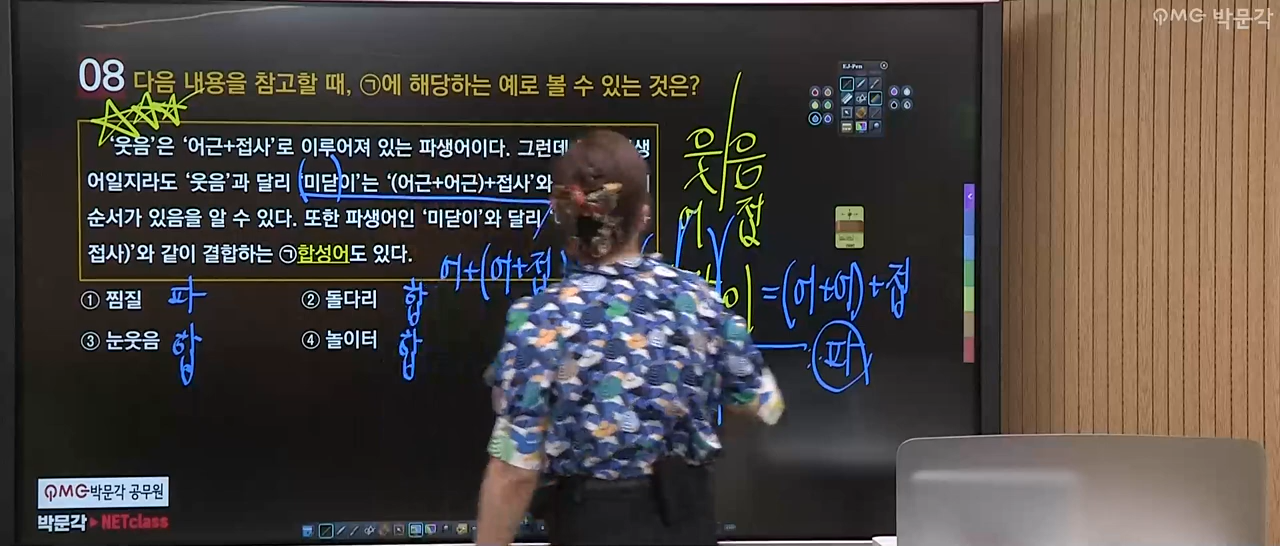 QMG 박문각
08 다음 내용을 참고할 때, ㉠에 해당하는 예로 볼 수 있는 것은?
'웃음'은 '어근+접사'로 이루어져 있는 파생어이다. 그런데 생
어일지라도 '웃음'과 달리 '미닫이'는 '(어근+어근)+접사'와
순서가 있음을 알 수 있다. 또한 파생어인 '미닫이'와 달리
접사)'와 같이 결합하는 ㉠합성어도 있다.
웃음
어 접
어+(어+접
이 =(어+어)+접
파
① 찜질 파
② 돌다리 합
③ 눈웃음 합
④ 놀이터 합
EJ-Pen
QMG박문각 공무원
박문각 NETclass